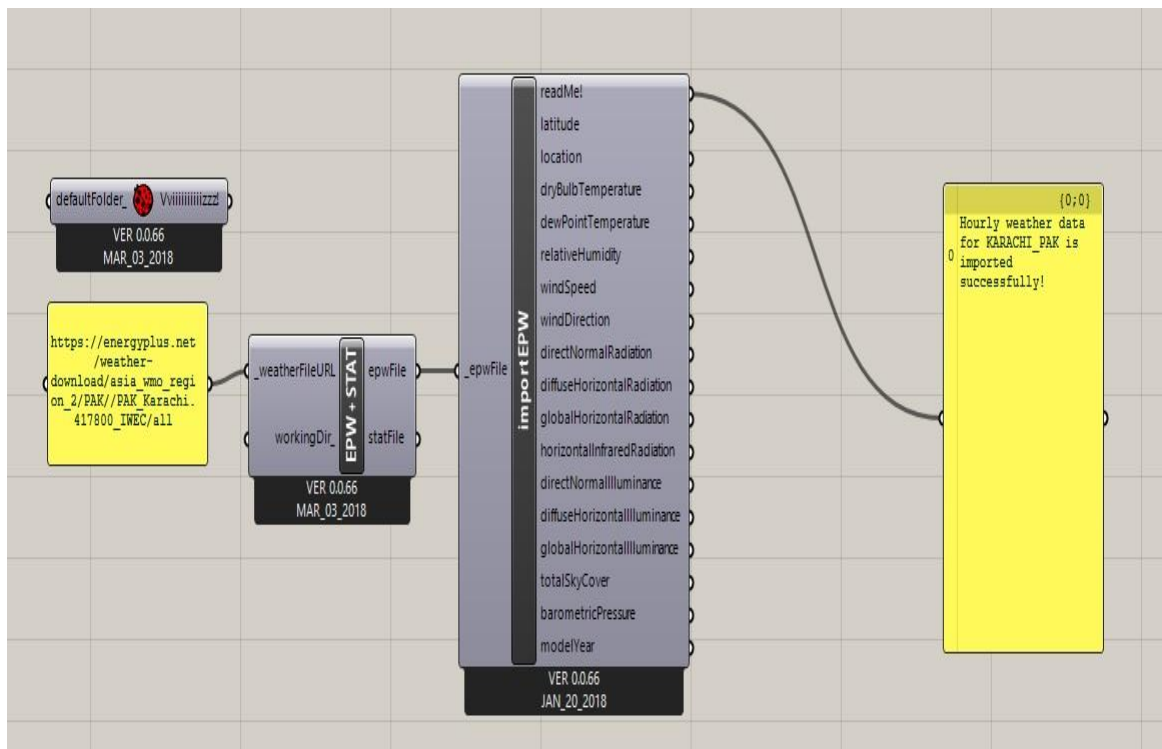 defaultFolder_
Vviiiiiiiiiizzz!
VER 0.0.66
MAR_03_2018
https://energyplus.net
/weather-
download/asia_wmo_regi
on_2/PAK//PAK_Karachi.
417800_IWEC/all
_weatherFileURL
workingDir_
EPW + STAT
epwFile
statFile
VER 0.0.66
MAR_03_2018
_epwFile
importEPW
readMe!
latitude
location
dryBulbTemperature
dewPointTemperature
relativeHumidity
windSpeed
windDirection
directNormalRadiation
diffuseHorizontalRadiation
globalHorizontalRadiation
horizontalInfraredRadiation
directNormalIlluminance
diffuseHorizontalIlluminance
globalHorizontalIlluminance
totalSkyCover
barometricPressure
modelYear
VER 0.0.66
JAN_20_2018
{0;0}
0
Hourly weather data
for KARACHI_PAK is
imported
successfully!